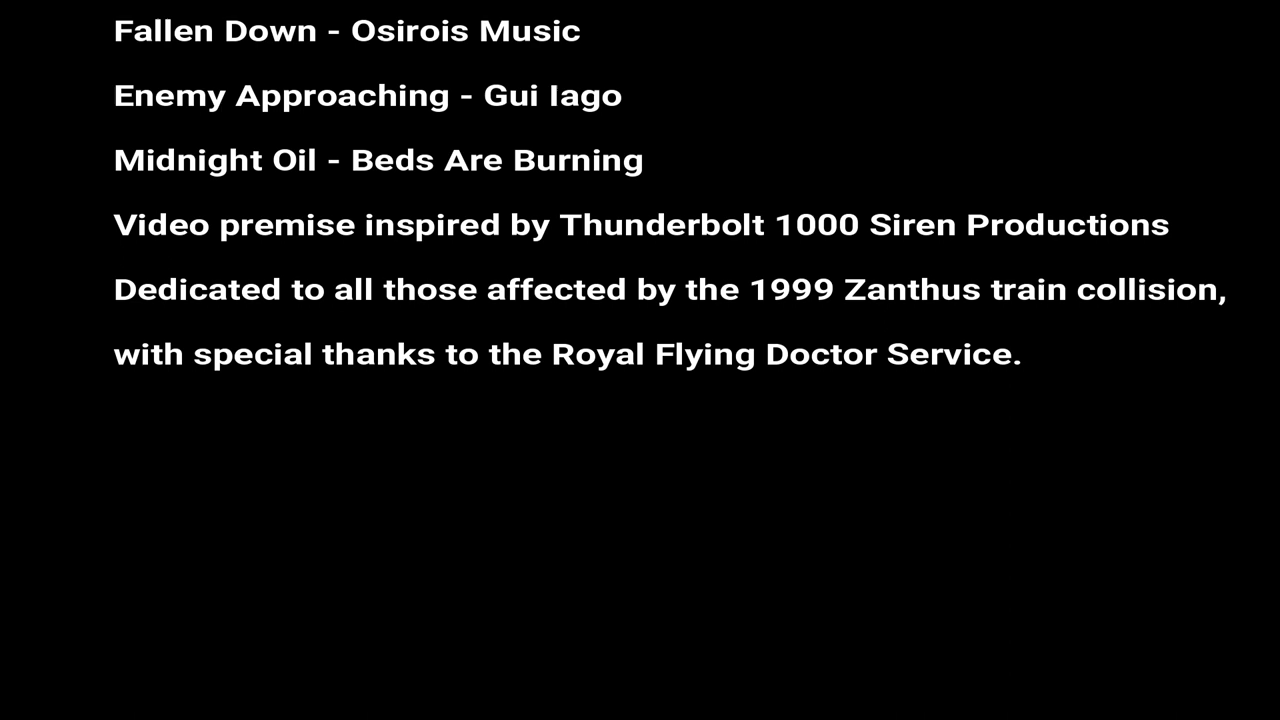 Fallen Down - Osirois Music
Enemy Approaching - Gui Iago
Midnight Oil - Beds Are Burning
Video premise inspired by Thunderbolt 1000 Siren Productions
Dedicated to all those affected by the 1999 Zanthus train collision,
with special thanks to the Royal Flying Doctor Service.